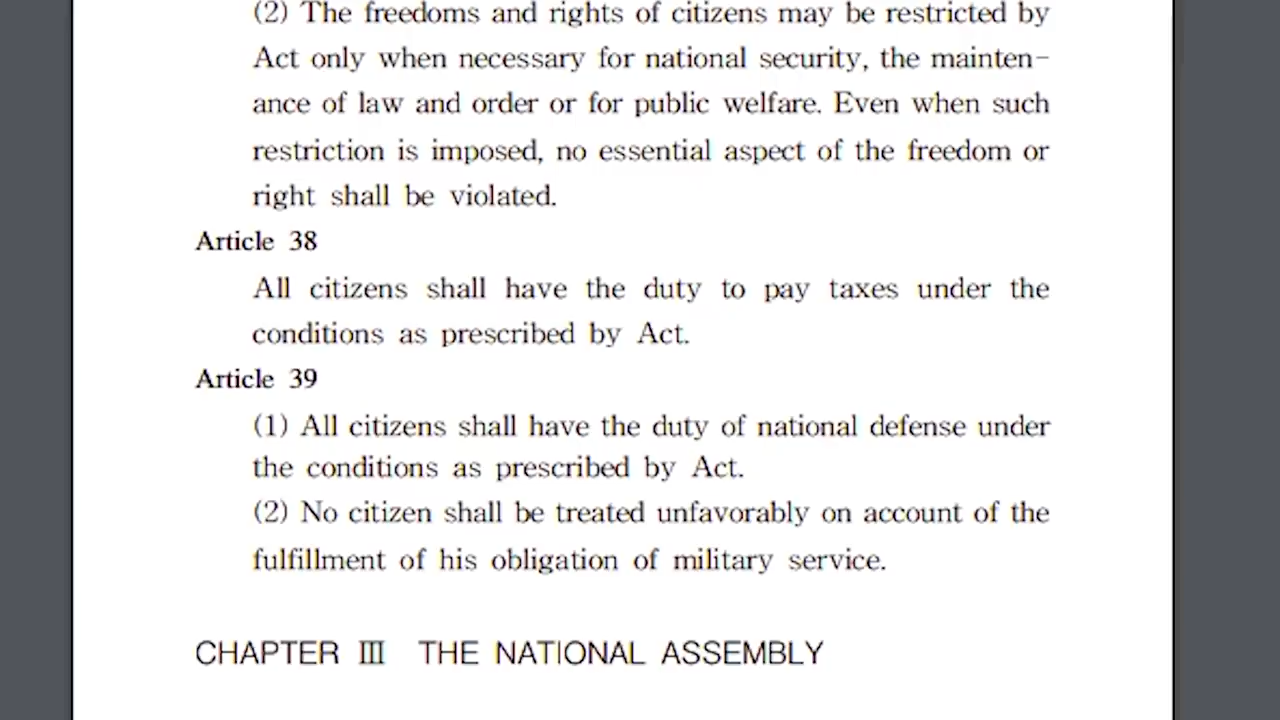 (2) The freedoms and rights of citizens may be restricted by
Act only when necessary for national security, the mainten-
ance of law and order or for public welfare. Even when such
restriction is imposed, no essential aspect of the freedom or
right shall be violated.
Article 38
All citizens shall have the duty to pay taxes under the
conditions as prescribed by Act.
Article 39
(1) All citizens shall have the duty of national defense under
the conditions as prescribed by Act.
(2) No citizen shall be treated unfavorably on account of the
fulfillment of his obligation of military service.
CHAPTER Ⅲ THE NATIONAL ASSEMBLY